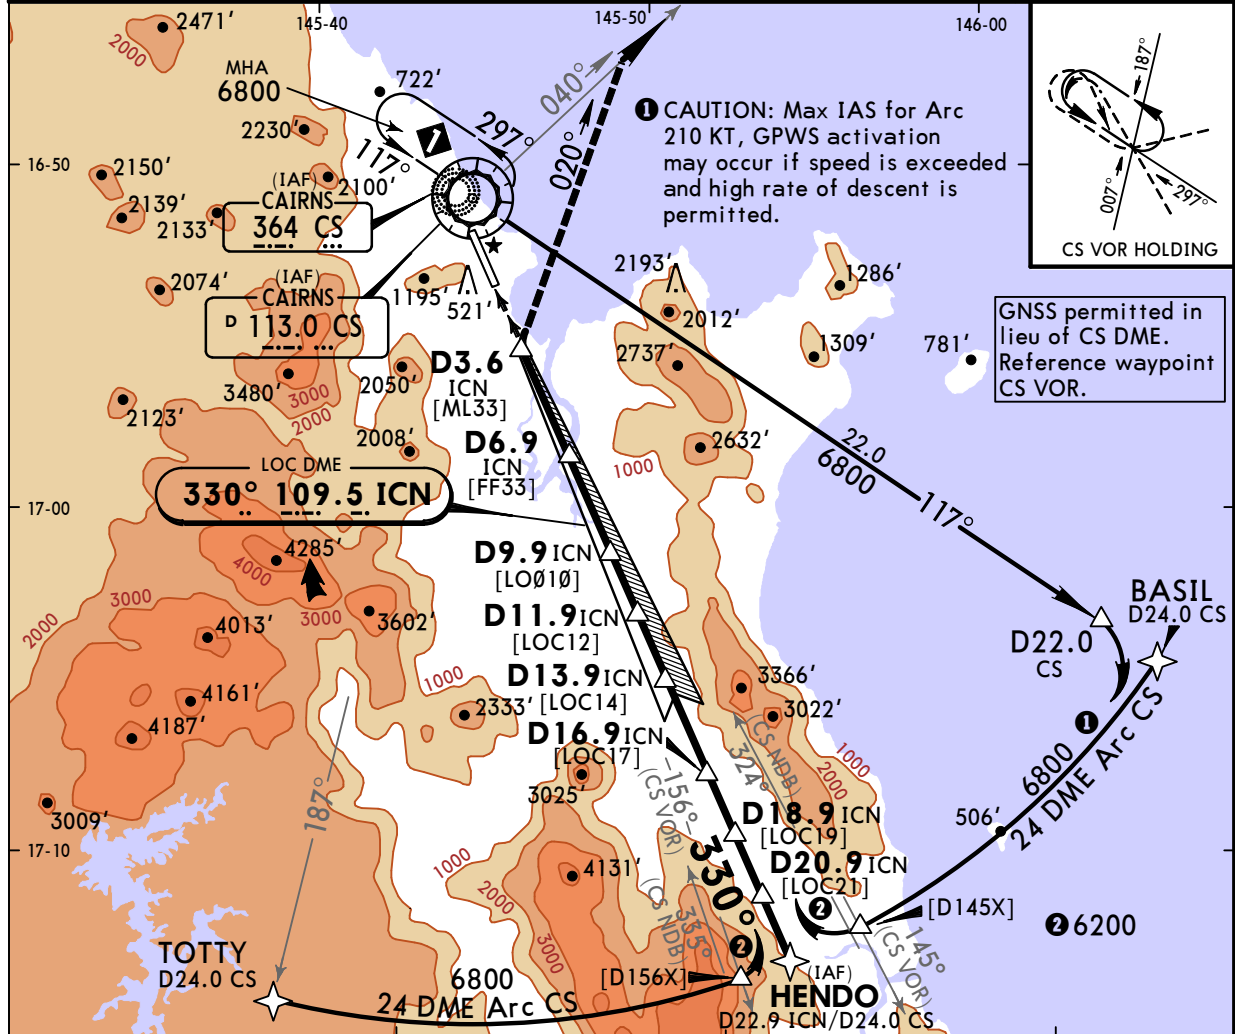 2471'
145-40
145-50
146-00
2000
MHA
6800
722'
040°
297°
187°
❶ CAUTION: Max IAS for Arc
210 KT, GPWS activation
may occur if speed is exceeded
and high rate of descent is
permitted.
2230'
117°
020°
16-50
2150'
(IAF)
2100'
CAIRNS
364 CS
2139'
2133'
007°
297°
CS VOR HOLDING
2074'
(IAF)
CAIRNS
D 113.0 CS
1195'
521'
2193'
1286'
2012'
GNSS permitted in
lieu of CS DME.
Reference waypoint
CS VOR.
1309'
781'
2737'
D3.6
ICN
[ML33]
2050'
3480'
3000
2000
2123'
2008'
D6.9
ICN
[FF33]
2632'
1000
22.0
6800
117°
LOC DME
330° 109.5 ICN
17-00
4285'
4000
D9.9 ICN
[LOØ1Ø]
3000
3000
3602'
2000
4013'
D11.9 ICN
[LOC12]
BASIL
D24.0 CS
D22.0
CS
1000
D13.9 ICN
[LOC14]
3366'
4161'
2333'
3022'
4187'
D16.9 ICN
[LOC17]
❶
187°
3025'
156°
(CS VOR)
(CS NDB)
324°
1000
2000
6800
24 DME Arc CS
3009'
506'
D18.9 ICN
[LOC19]
17-10
1000
4131'
330°
D20.9 ICN
[LOC21]
2000
(CS NDB)
335°
❷
[D145X]
❷ 6200
3000
❷
145°
(CS VOR)
TOTTY
D24.0 CS
6800
24 DME Arc CS
[D156X]
(IAF)
HENDO
D22.9 ICN/D24.0 CS